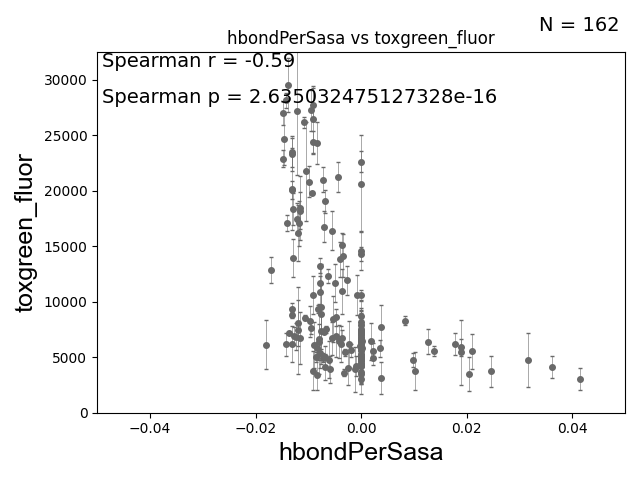 N = 162
hbondPerSasa vs toxgreen_fluor
Spearman r = -0.59
Spearman p = 2.635032475127328e-16
toxgreen_fluor
30000
25000
20000
15000
10000
5000
0
−0.04
−0.02
0.00
0.02
0.04
hbondPerSasa